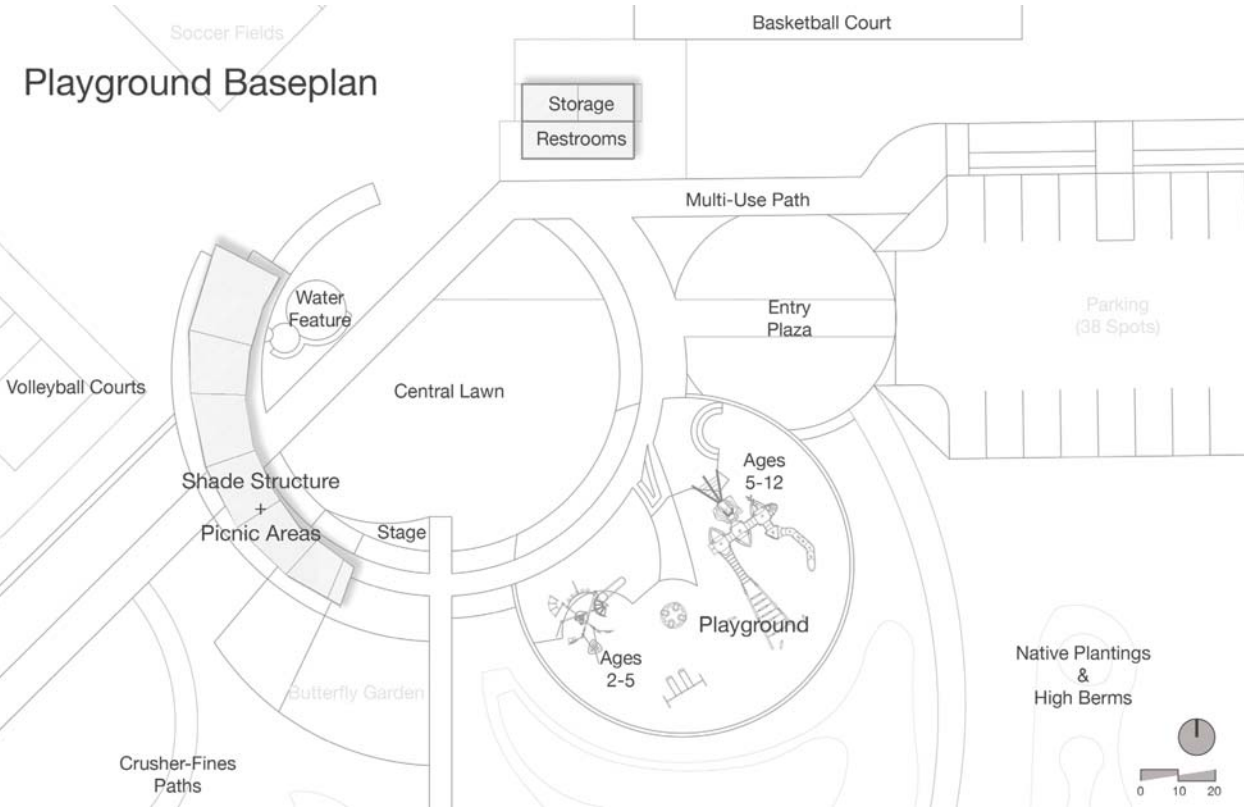 Soccer Fields
Basketball Court
Playground Baseplan
Storage
Restrooms
Multi-Use Path
Water
Feature
Entry
Plaza
Parking
(38 Spots)
Volleyball Courts
Central Lawn
Ages
5-12
Shade Structure
+
Picnic Areas
Stage
Playground
Ages
2-5
Native Plantings
&
High Berms
Butterfly Garden
Crusher-Fines
Paths
0 10 20